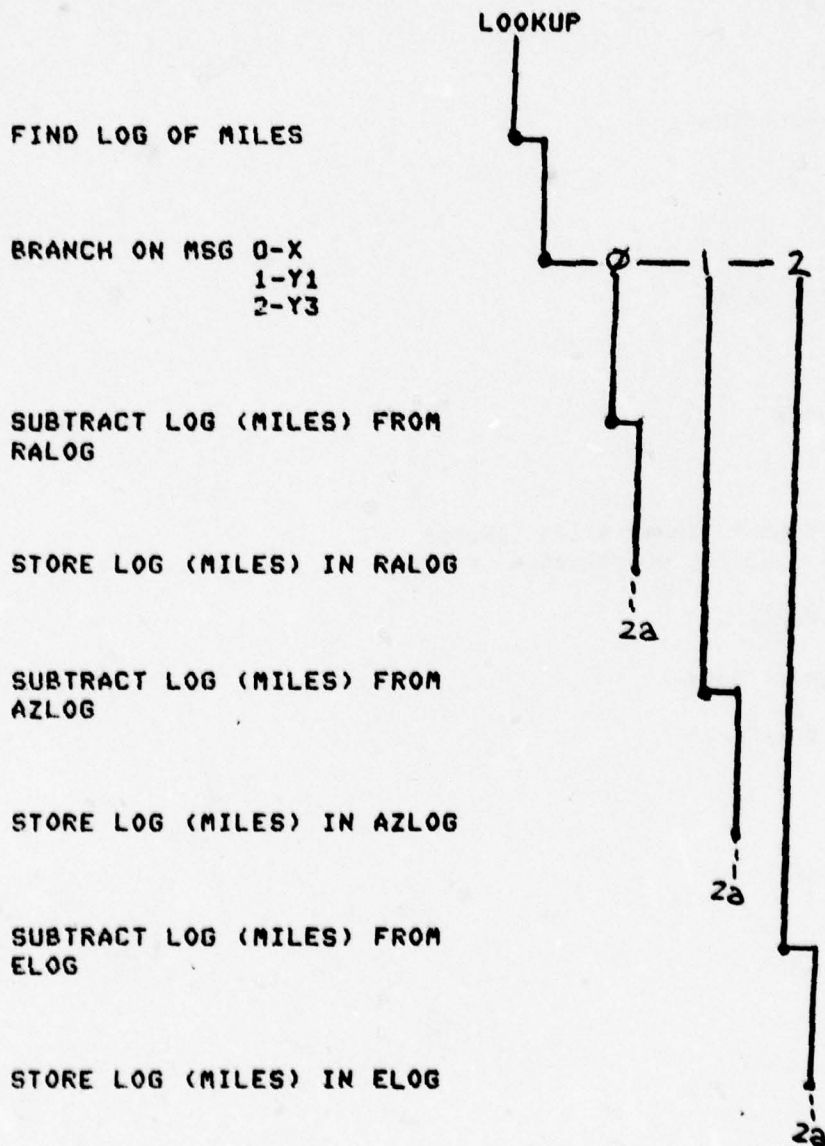 LOOKUP
FIND LOG OF MILES
BRANCH ON MSG 0-X
1-Y1
2-Y3
Ø 1 2
SUBTRACT LOG (MILES) FROM
RALOG
STORE LOG (MILES) IN RALOG
2a
SUBTRACT LOG (MILES) FROM
AZLOG
STORE LOG (MILES) IN AZLOG
2a
SUBTRACT LOG (MILES) FROM
ELOG
STORE LOG (MILES) IN ELOG
2a